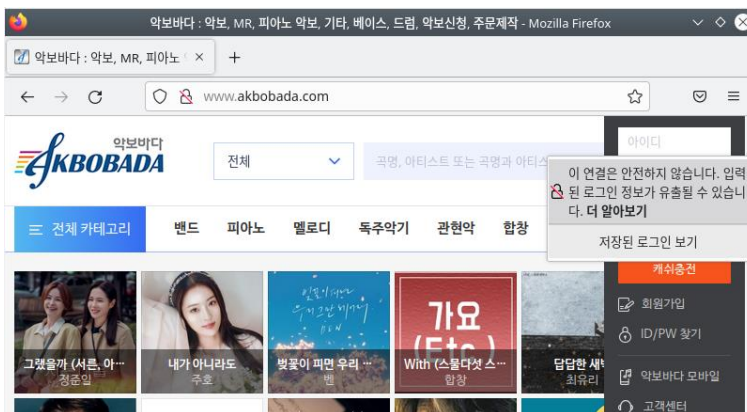 악보바다 : 악보, MR, 피아노 악보, 기타, 베이스, 드럼, 악보신청, 주문제작 - Mozilla Firefox
악보바다 : 악보, MR, 피아노
www.akbobada.com
악보바다
AKBOBADA
전체
곡명, 아티스트 또는 곡명과 아티스
아이디
이 연결은 안전하지 않습니다. 입력
된 로그인 정보가 유출될 수 있습니
다. 더 알아보기
저장된 로그인 보기
전체 카테고리
밴드
피아노
멜로디
독주악기
관현악
합창
캐쉬충전
회원가입
ID/PW 찾기
악보바다 모바일
고객센터
그랬을까 (서른, 아…
정준일
내가 아니라도
주호
벚꽃이 피면 우리 …
벤
가요
(Etc.)
With (스물다섯 스…
합창
답답한 새벽
최유리